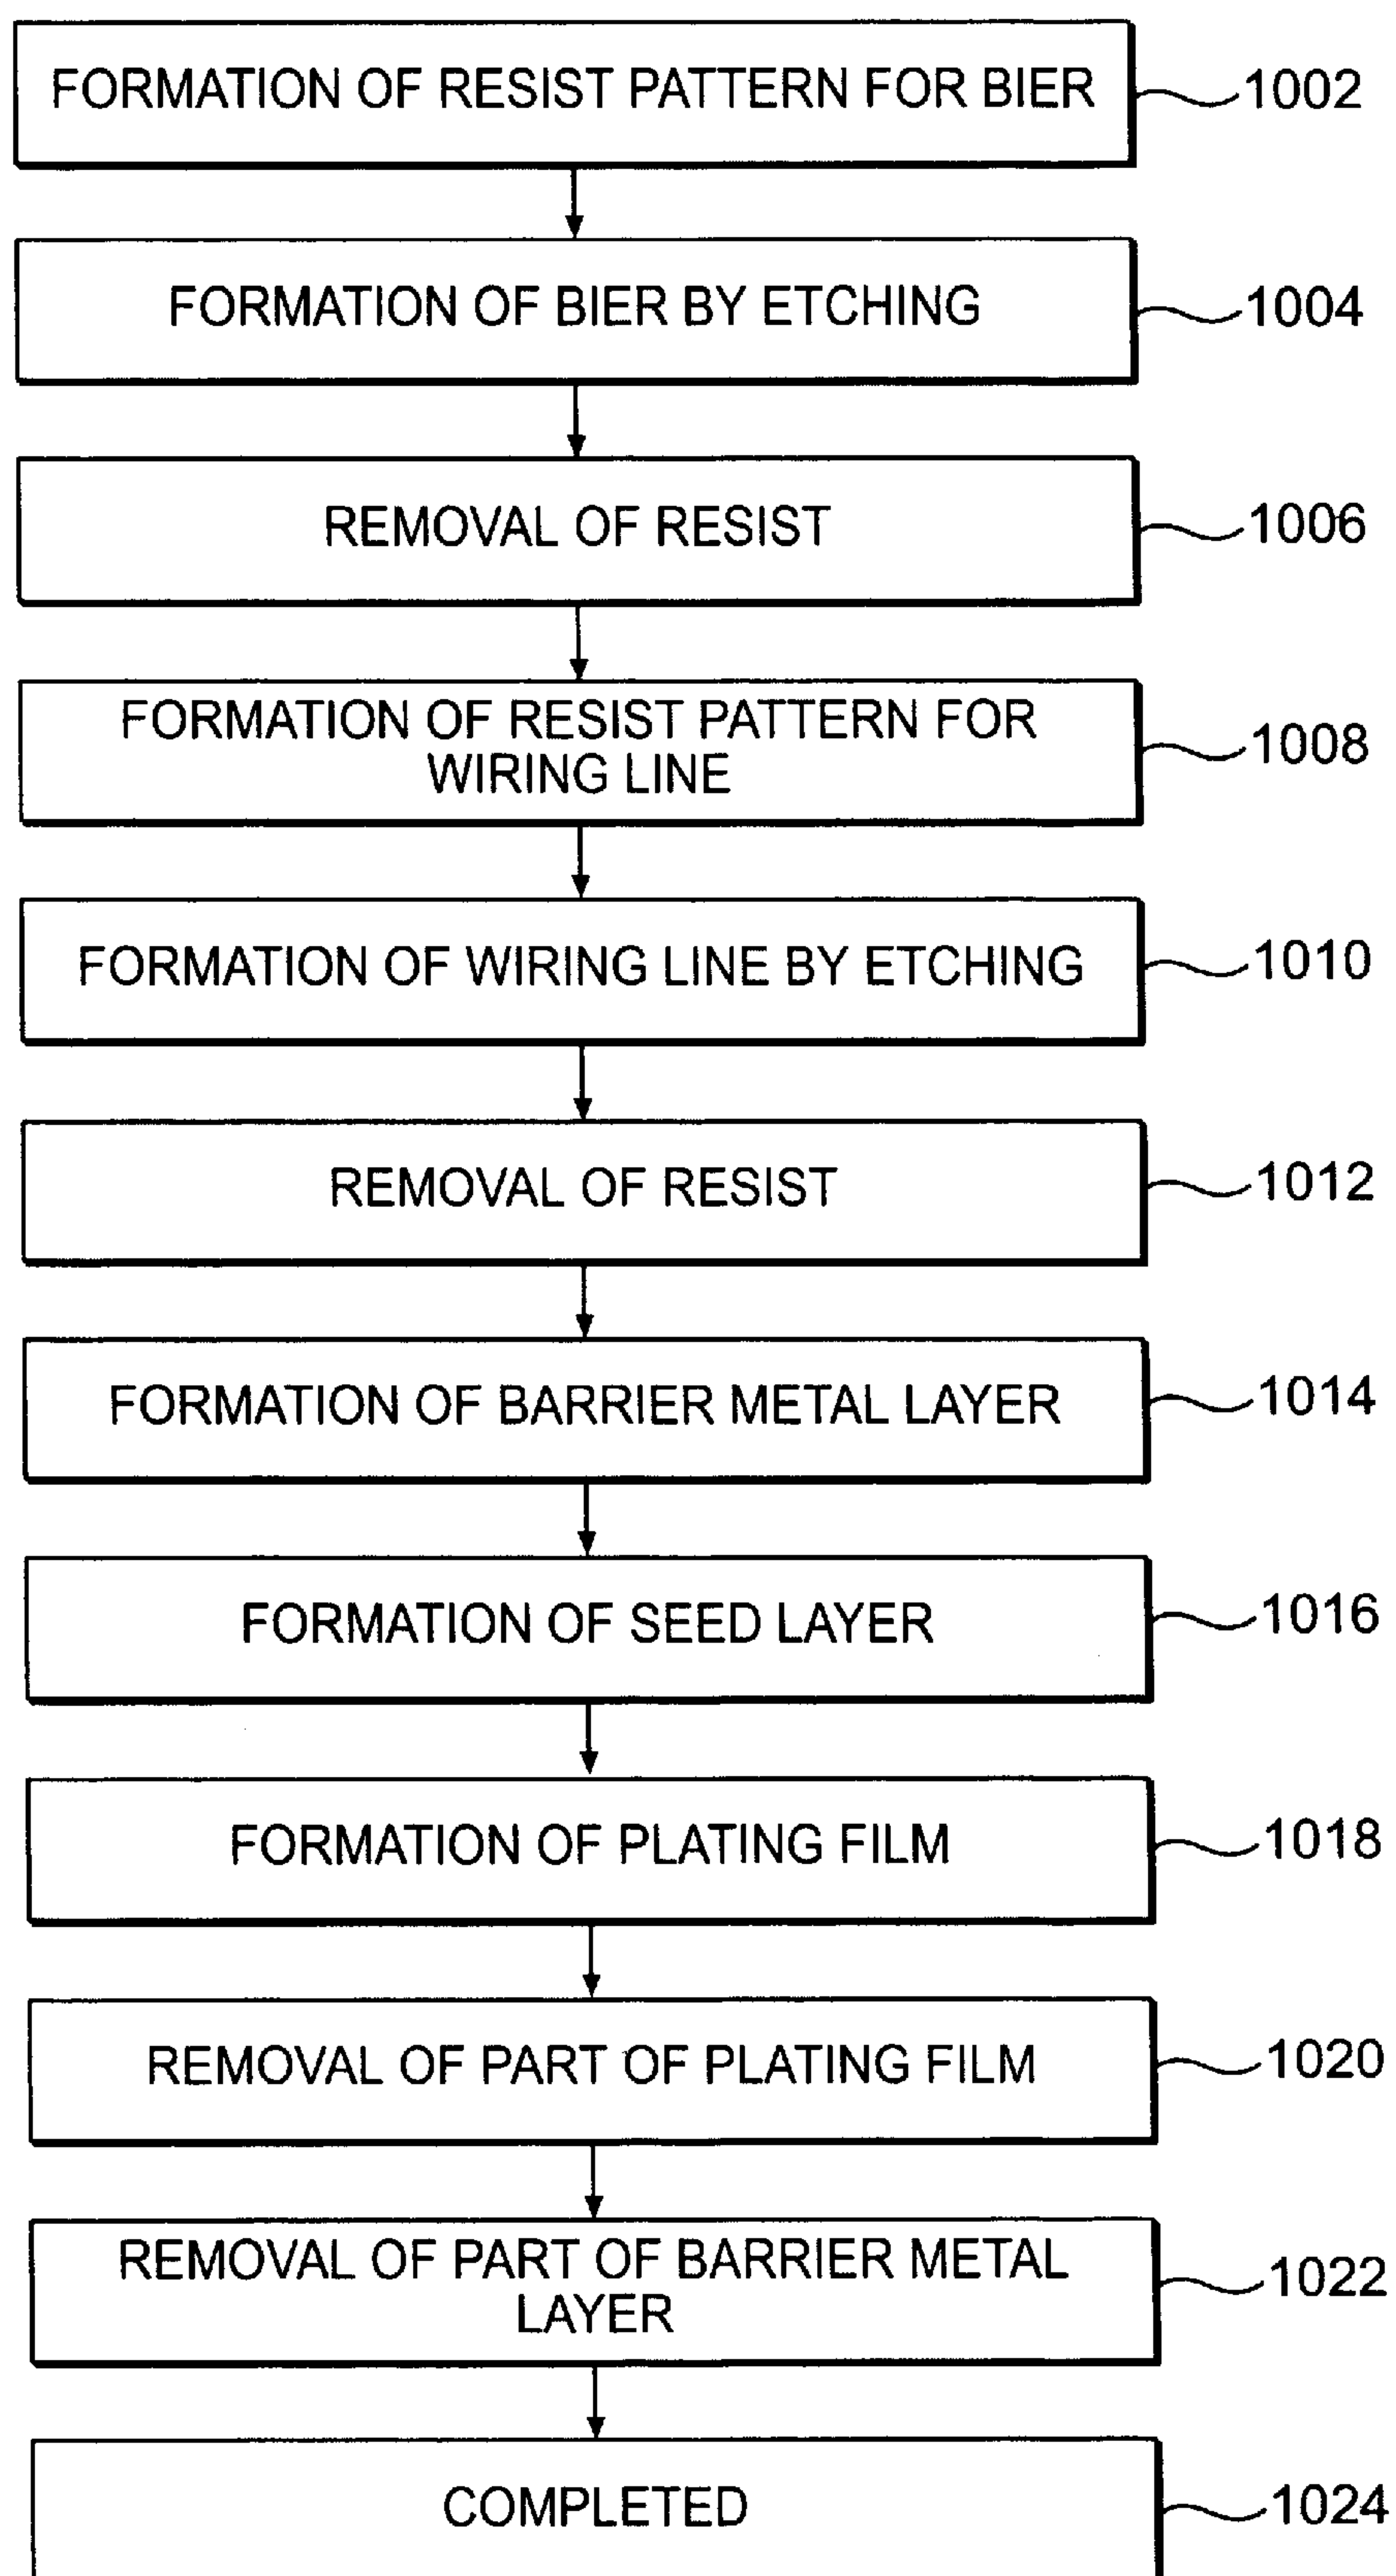 FORMATION OF RESIST PATTERN FOR BIER
1002
FORMATION OF BIER BY ETCHING
1004
REMOVAL OF RESIST
1006
FORMATION OF RESIST PATTERN FOR
WIRING LINE
1008
FORMATION OF WIRING LINE BY ETCHING
1010
REMOVAL OF RESIST
1012
FORMATION OF BARRIER METAL LAYER
1014
FORMATION OF SEED LAYER
1016
FORMATION OF PLATING FILM
1018
REMOVAL OF PART OF PLATING FILM
1020
REMOVAL OF PART OF BARRIER METAL
LAYER
1022
COMPLETED
1024